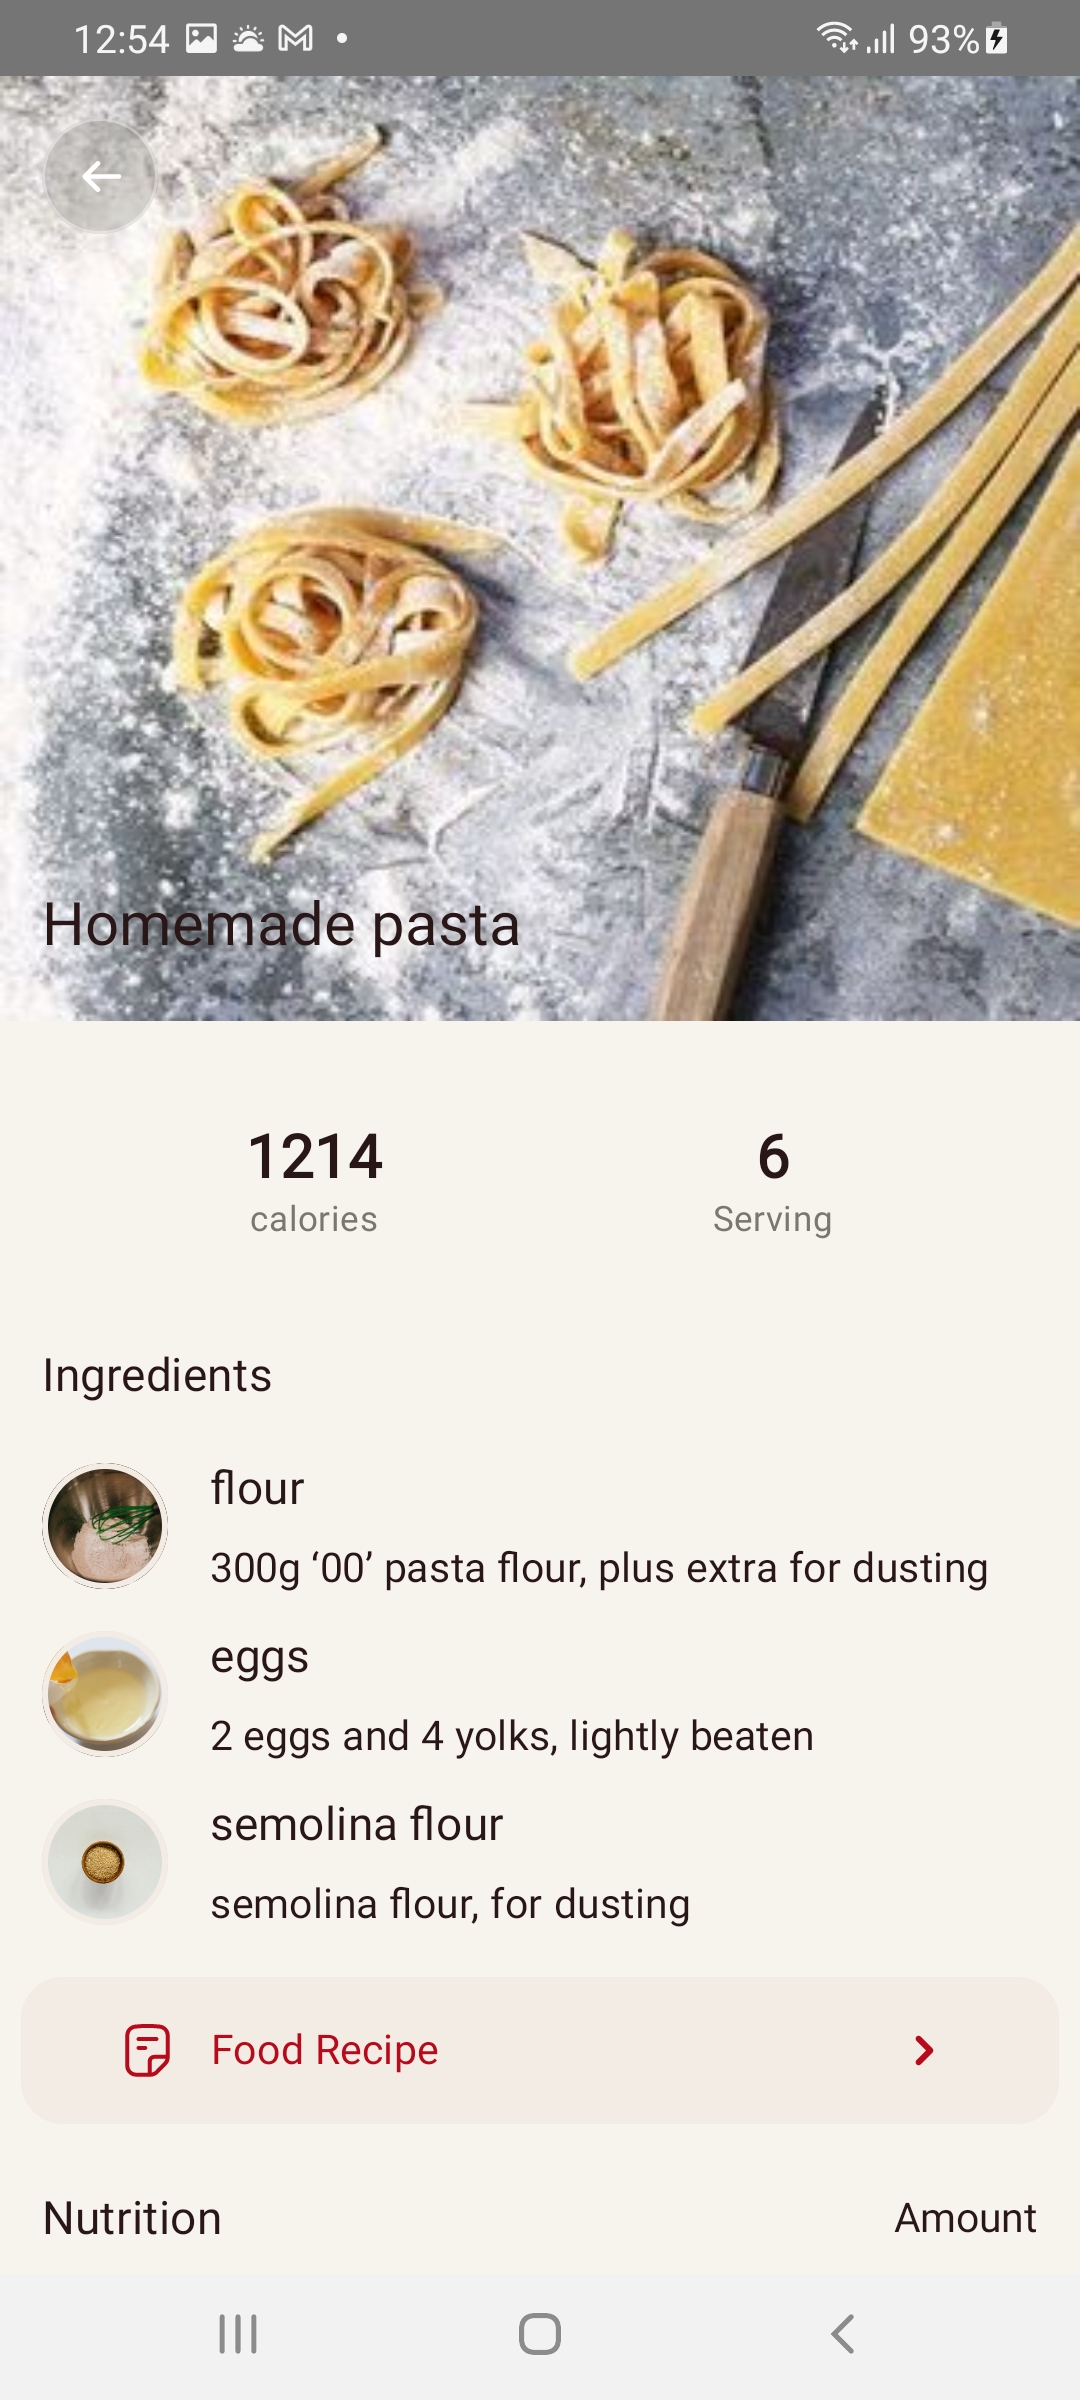 12:54
93%
Homemade pasta
1214
calories
6
Serving
Ingredients
flour
300g ‘00’ pasta flour, plus extra for dusting
eggs
2 eggs and 4 yolks, lightly beaten
semolina flour
semolina flour, for dusting
Food Recipe
Nutrition
Amount